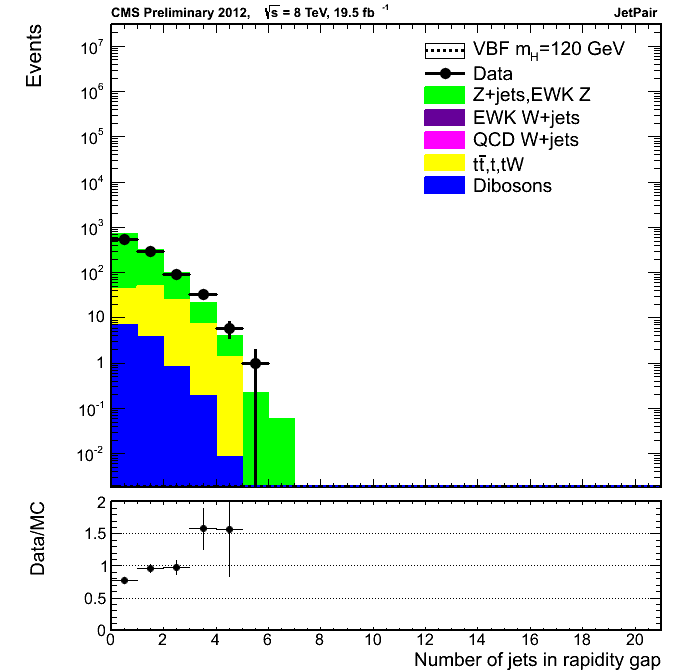 CMS Preliminary 2012, √s = 8 TeV, 19.5 fb⁻¹ JetPair
Events
10⁷
10⁶
10⁵
10⁴
10³
10²
10
1
10⁻¹
10⁻²
VBF m_H=120 GeV
Data
Z+jets,EWK Z
EWK W+jets
QCD W+jets
tt̄,t,tW
Dibosons
Data/MC
2
1.5
1
0.5
0
0 2 4 6 8 10 12 14 16 18 20
Number of jets in rapidity gap